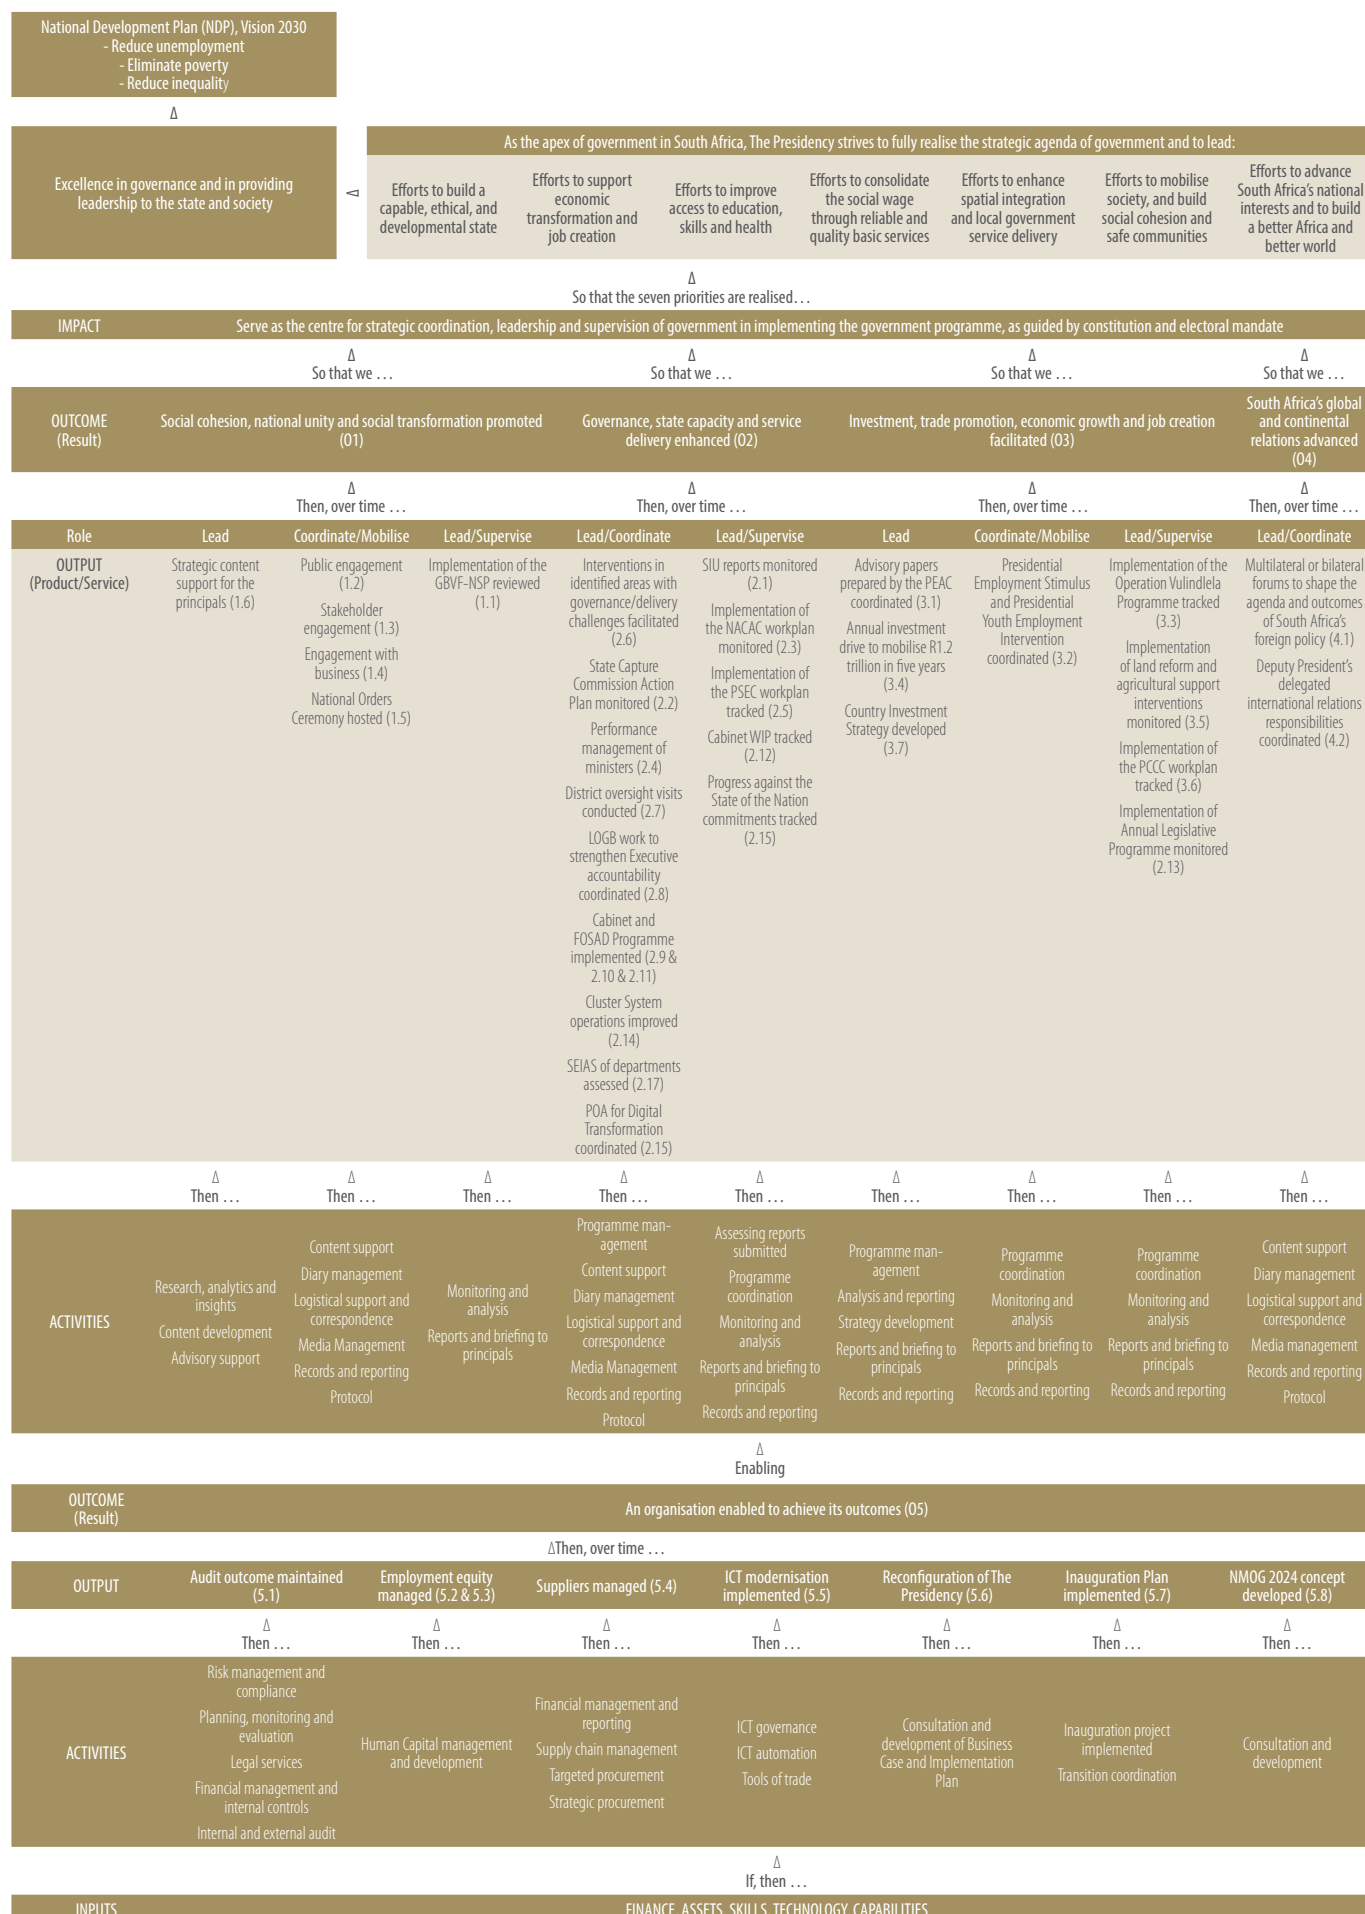 National Development Plan (NDP), Vision 2030
- Reduce unemployment
- Eliminate poverty
- Reduce inequality
Δ
Excellence in governance and in providing
leadership to the state and society
Δ
As the apex of government in South Africa, The Presidency strives to fully realise the strategic agenda of government and to lead:
Efforts to build a
capable, ethical, and
developmental state
Efforts to support
economic
transformation and
job creation
Efforts to improve
access to education,
skills and health
Efforts to consolidate
the social wage
through reliable and
quality basic services
Efforts to enhance
spatial integration
and local government
service delivery
Efforts to mobilise
society, and build
social cohesion and
safe communities
Efforts to advance
South Africa's national
interests and to build
a better Africa and
better world
Δ
So that the seven priorities are realised…
IMPACT
Serve as the centre for strategic coordination, leadership and supervision of government in implementing the government programme, as guided by constitution and electoral mandate
Δ
So that we …
Δ
So that we …
Δ
So that we …
Δ
So that we …
OUTCOME
(Result)
Social cohesion, national unity and social transformation promoted
(O1)
Governance, state capacity and service
delivery enhanced (O2)
Investment, trade promotion, economic growth and job creation
facilitated (O3)
South Africa's global
and continental
relations advanced
(O4)
Δ
Then, over time …
Δ
Then, over time …
Δ
Then, over time …
Δ
Then, over time …
Role
Lead
Coordinate/Mobilise
Lead/Supervise
Lead/Coordinate
Lead/Supervise
Lead
Coordinate/Mobilise
Lead/Supervise
Lead/Coordinate
OUTPUT
(Product/Service)
Strategic content
support for the
principals (1.6)
Public engagement
(1.2)
Stakeholder
engagement (1.3)
Engagement with
business (1.4)
National Orders
Ceremony hosted (1.5)
Implementation of the
GBVF-NSP reviewed
(1.1)
Interventions in
identified areas with
governance/delivery
challenges facilitated
(2.6)
State Capture
Commission Action
Plan monitored (2.2)
Performance
management of
ministers (2.4)
District oversight visits
conducted (2.7)
LOGB work to
strengthen Executive
accountability
coordinated (2.8)
Cabinet and
FOSAD Programme
implemented (2.9 &
2.10 & 2.11)
Cluster System
operations improved
(2.14)
SEIAS of departments
assessed (2.17)
POA for Digital
Transformation
coordinated (2.15)
SIU reports monitored
(2.1)
Implementation of
the NACAC workplan
monitored (2.3)
Implementation of
the PSEC workplan
tracked (2.5)
Cabinet WIP tracked
(2.12)
Progress against the
State of the Nation
commitments tracked
(2.15)
Advisory papers
prepared by the PEAC
coordinated (3.1)
Annual investment
drive to mobilise R1.2
trillion in five years
(3.4)
Country Investment
Strategy developed
(3.7)
Presidential
Employment Stimulus
and Presidential
Youth Employment
Intervention
coordinated (3.2)
Implementation of the
Operation Vulindlela
Programme tracked
(3.3)
Implementation
of land reform and
agricultural support
interventions
monitored (3.5)
Implementation of
the PCCC workplan
tracked (3.6)
Implementation of
Annual Legislative
Programme monitored
(2.13)
Multilateral or bilateral
forums to shape the
agenda and outcomes
of South Africa's
foreign policy (4.1)
Deputy President's
delegated
international relations
responsibilities
coordinated (4.2)
Δ
Then …
Δ
Then …
Δ
Then …
Δ
Then …
Δ
Then …
Δ
Then …
Δ
Then …
Δ
Then …
Δ
Then …
ACTIVITIES
Research, analytics and
insights
Content development
Advisory support
Content support
Diary management
Logistical support and
correspondence
Media Management
Records and reporting
Protocol
Monitoring and
analysis
Reports and briefing to
principals
Programme man-
agement
Content support
Diary management
Logistical support and
correspondence
Media Management
Records and reporting
Protocol
Assessing reports
submitted
Programme
coordination
Monitoring and
analysis
Reports and briefing to
principals
Records and reporting
Programme man-
agement
Analysis and reporting
Strategy development
Reports and briefing to
principals
Records and reporting
Programme
coordination
Monitoring and
analysis
Reports and briefing to
principals
Records and reporting
Programme
coordination
Monitoring and
analysis
Reports and briefing to
principals
Records and reporting
Content support
Diary management
Logistical support and
correspondence
Media management
Records and reporting
Protocol
Δ
Enabling
OUTCOME
(Result)
An organisation enabled to achieve its outcomes (O5)
ΔThen, over time …
OUTPUT
Audit outcome maintained
(5.1)
Employment equity
managed (5.2 & 5.3)
Suppliers managed (5.4)
ICT modernisation
implemented (5.5)
Reconfiguration of The
Presidency (5.6)
Inauguration Plan
implemented (5.7)
NMOG 2024 concept
developed (5.8)
Δ
Then …
Δ
Then …
Δ
Then …
Δ
Then …
Δ
Then …
Δ
Then …
Δ
Then …
ACTIVITIES
Risk management and
compliance
Planning, monitoring and
evaluation
Legal services
Financial management and
internal controls
Internal and external audit
Human Capital management
and development
Financial management and
reporting
Supply chain management
Targeted procurement
Strategic procurement
ICT governance
ICT automation
Tools of trade
Consultation and
development of Business
Case and Implementation
Plan
Inauguration project
implemented
Transition coordination
Consultation and
development
Δ
If, then …
INPUTS
FINANCE, ASSETS, SKILLS, TECHNOLOGY, CAPABILITIES